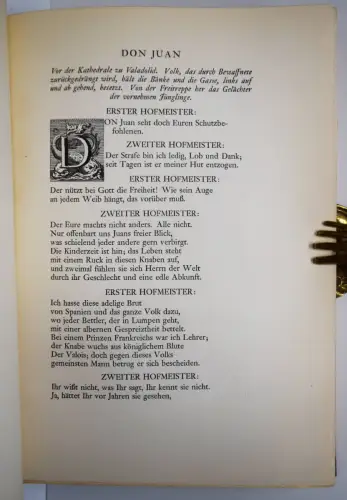 DON JUAN
Vor der Kathedrale zu Valadolid. Volk, das durch Bewaffnete
zurückgedrängt wird, hält die Bänke und die Gasse, links auf
und ab gehend, besetzt. Von der Freitreppe her das Gelächter
der vornehmen Jünglinge.
ERSTER HOFMEISTER:
DON Juan seht doch Euren Schutzbe-
fohlenen.
ZWEITER HOFMEISTER:
Der Strafe bin ich ledig, Lob und Dank;
seit Tagen ist er meiner Hut entzogen.
ERSTER HOFMEISTER:
Der nützt bei Gott die Freiheit! Wie sein Auge
an jedem Weib hängt, das vorüber muß.
ZWEITER HOFMEISTER:
Der Eure machts nicht anders. Alle nicht.
Nur offenbart uns Juans freier Blick,
was schielend jeder andere gern verbirgt.
Die Kinderzeit ist hin; das Leben steht
mit einem Ruck in diesen Knaben auf,
und zweimal fühlen sie sich Herrn der Welt
durch ihr Geschlecht und eine edle Abkunft.
ERSTER HOFMEISTER:
Ich hasse diese adelige Brut
von Spanien und das ganze Volk dazu,
wo jeder Bettler, der in Lumpen geht,
mit einer albernen Gespreiztheit bettelt.
Bei einem Prinzen Frankreichs war ich Lehrer;
der Knabe wuchs aus königlichem Blute
Der Valois; doch gegen dieses Volks
gemeinsten Mann betrug er sich bescheiden.
ZWEITER HOFMEISTER:
Ihr wißt nicht, was Ihr sagt, Ihr kennt sie nicht.
Ja, hättet Ihr vor Jahren sie gesehen,